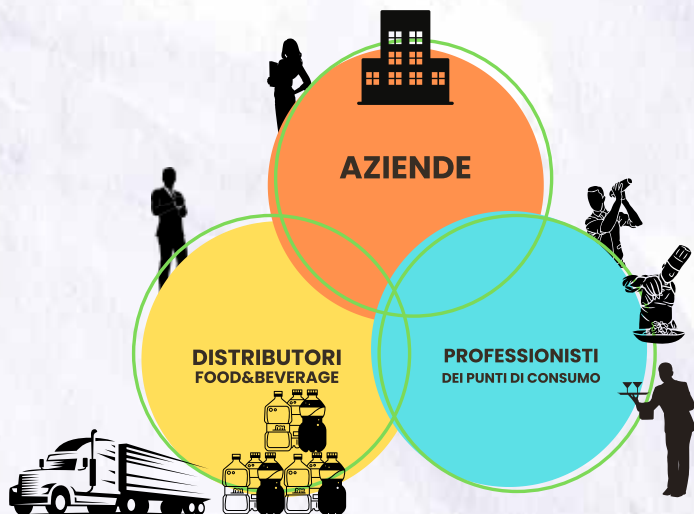 AZIENDE
DISTRIBUTORI
FOOD&BEVERAGE
PROFESSIONISTI
DEI PUNTI DI CONSUMO